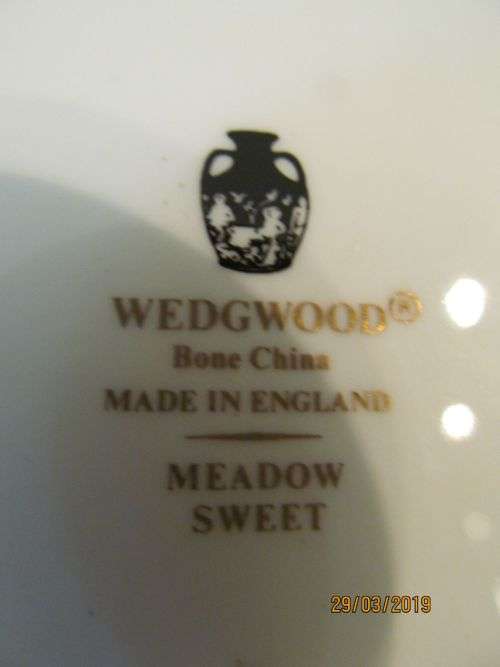 WEDGWOOD®
Bone China
MADE IN ENGLAND
MEADOW
SWEET
29/03/2019